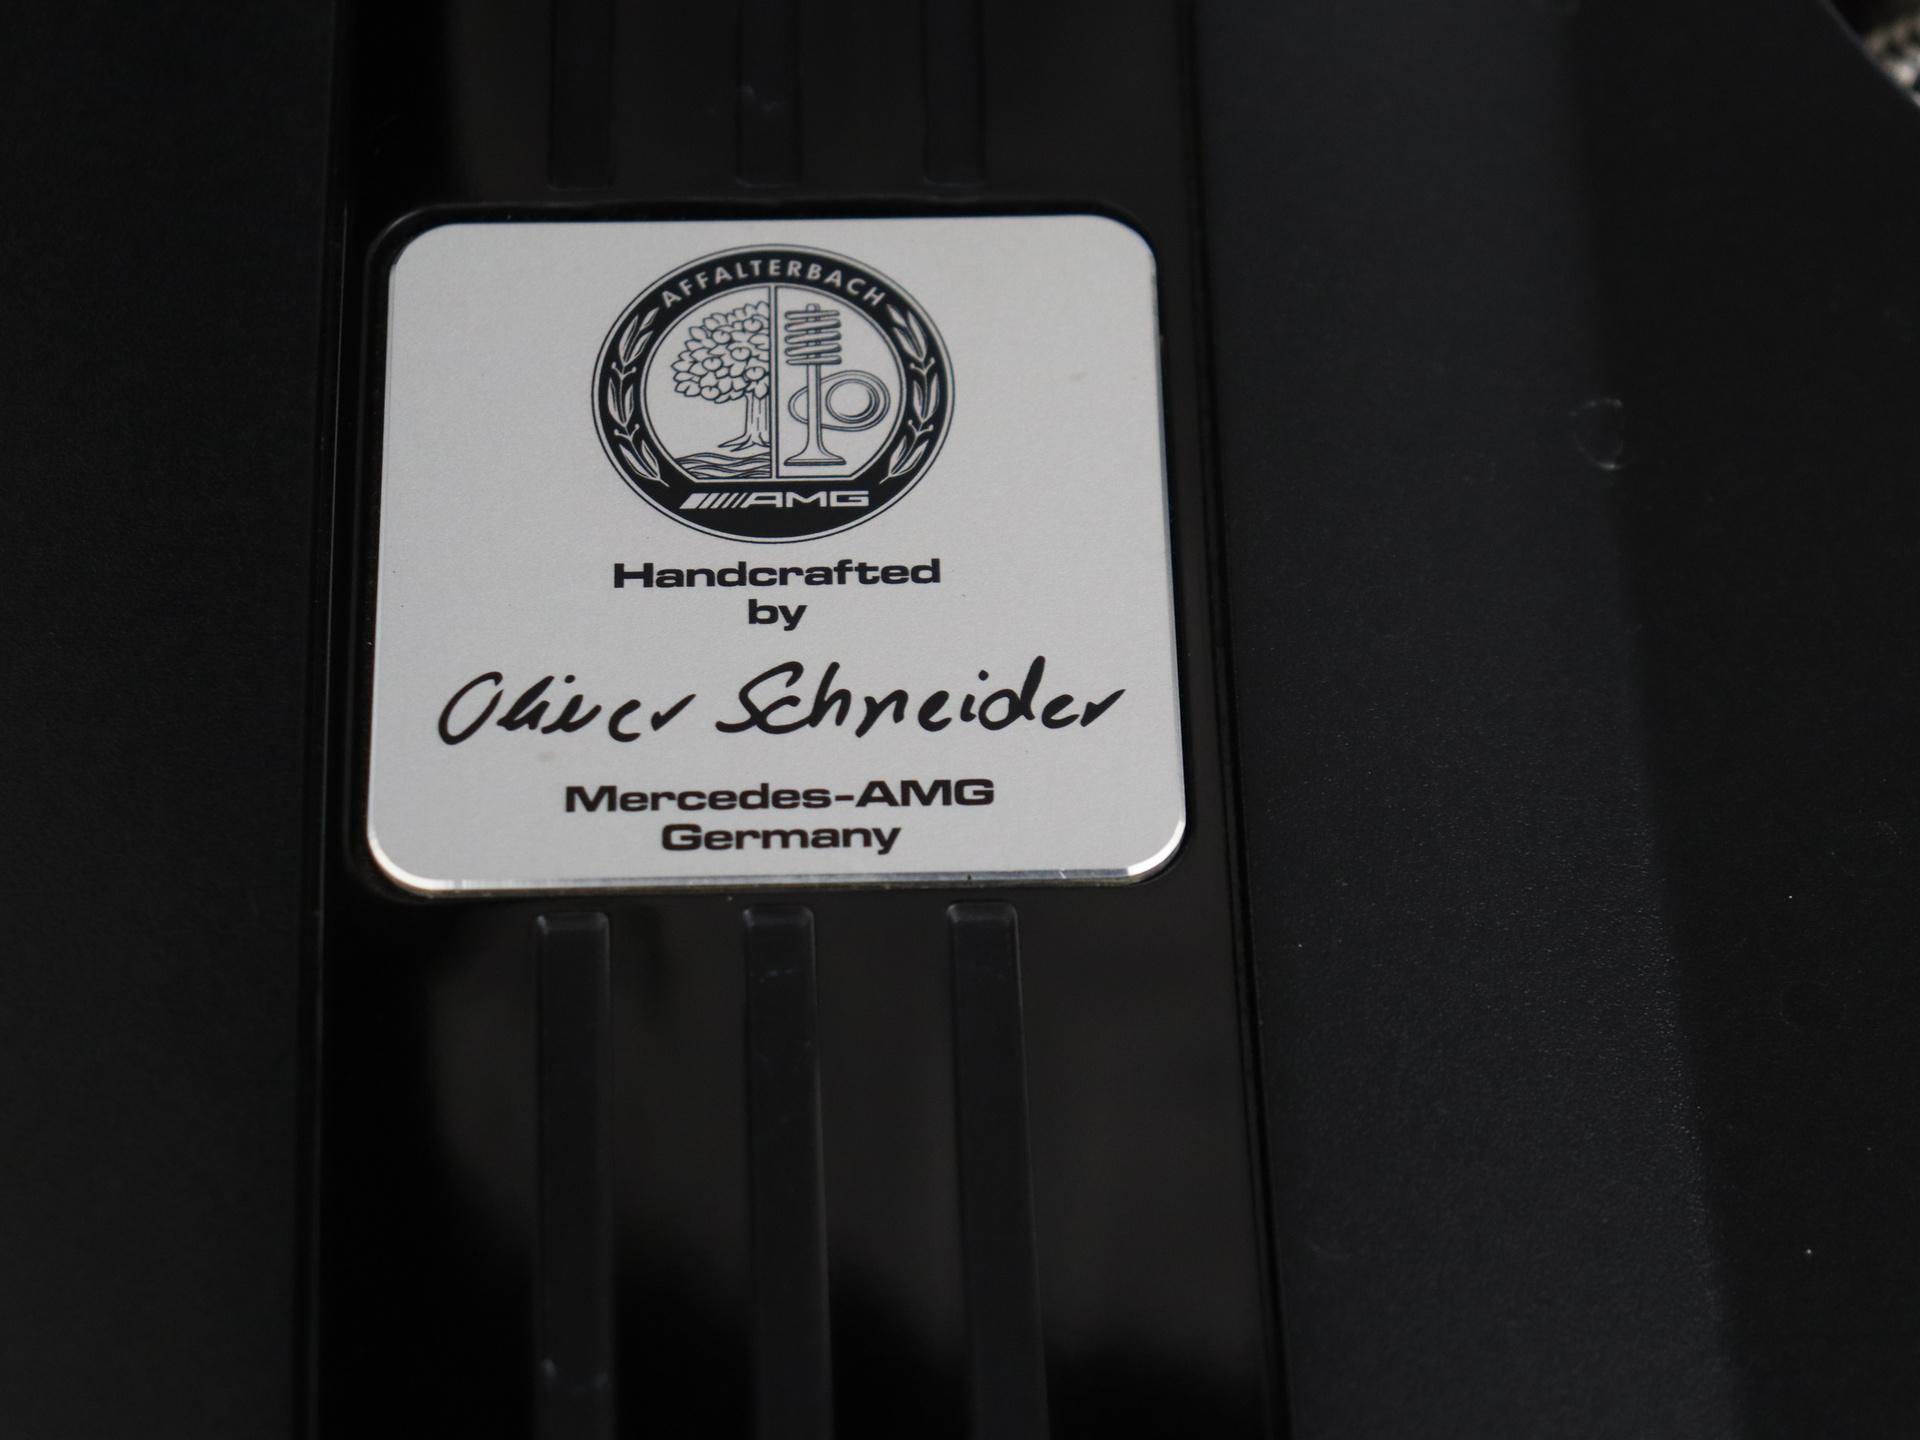 AFFALTERBACH
AMG
Handcrafted
by
Oliver Schneider
Mercedes-AMG
Germany